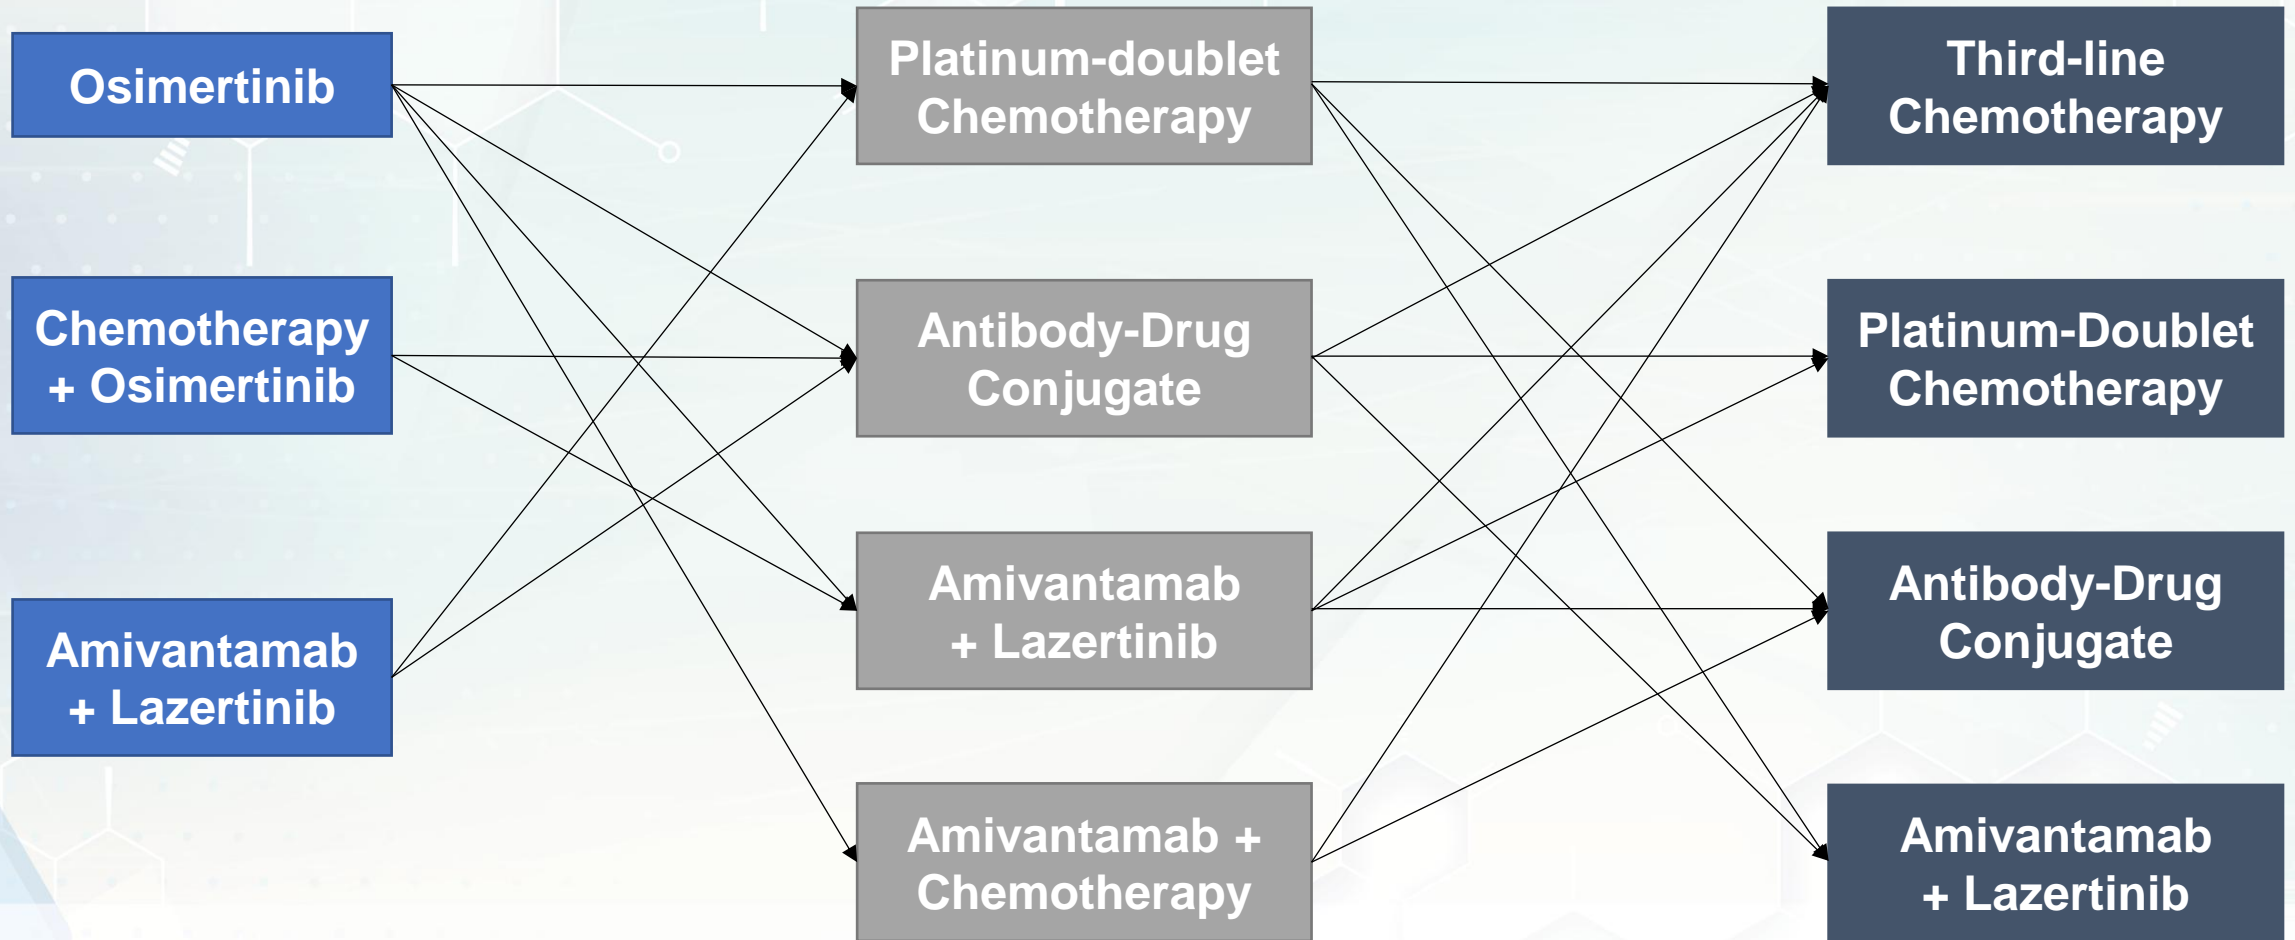 Osimertinib
Chemotherapy
+ Osimertinib
Amivantamab
+ Lazertinib
Platinum-doublet
Chemotherapy
Antibody-Drug
Conjugate
Amivantamab
+ Lazertinib
Amivantamab +
Chemotherapy
Third-line
Chemotherapy
Platinum-Doublet
Chemotherapy
Antibody-Drug
Conjugate
Amivantamab
+ Lazertinib